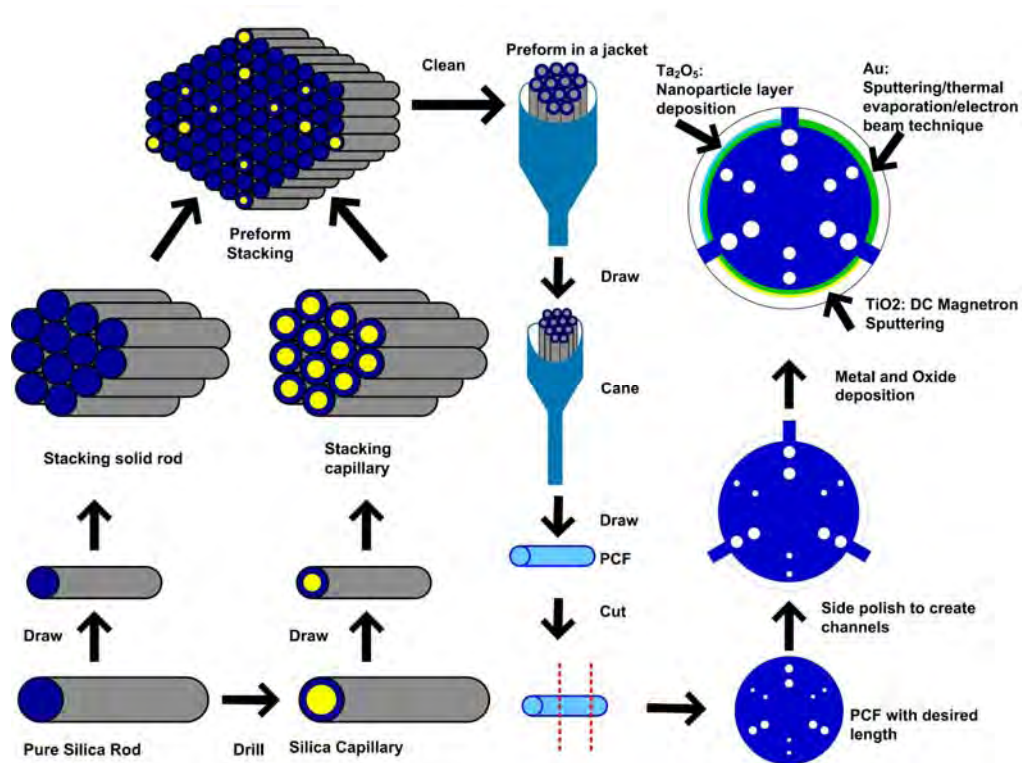 Clean
Preform in a jacket
Ta₂O₅:
Nanoparticle layer
deposition
Au:
Sputtering/thermal
evaporation/electron
beam technique
Preform
Stacking
Draw
TiO2: DC Magnetron
Sputtering
Cane
Metal and Oxide
deposition
Stacking solid rod
Stacking
capillary
Draw
PCF
Draw
Draw
Cut
Side polish to create
channels
Pure Silica Rod
Drill
Silica Capillary
PCF with desired
length